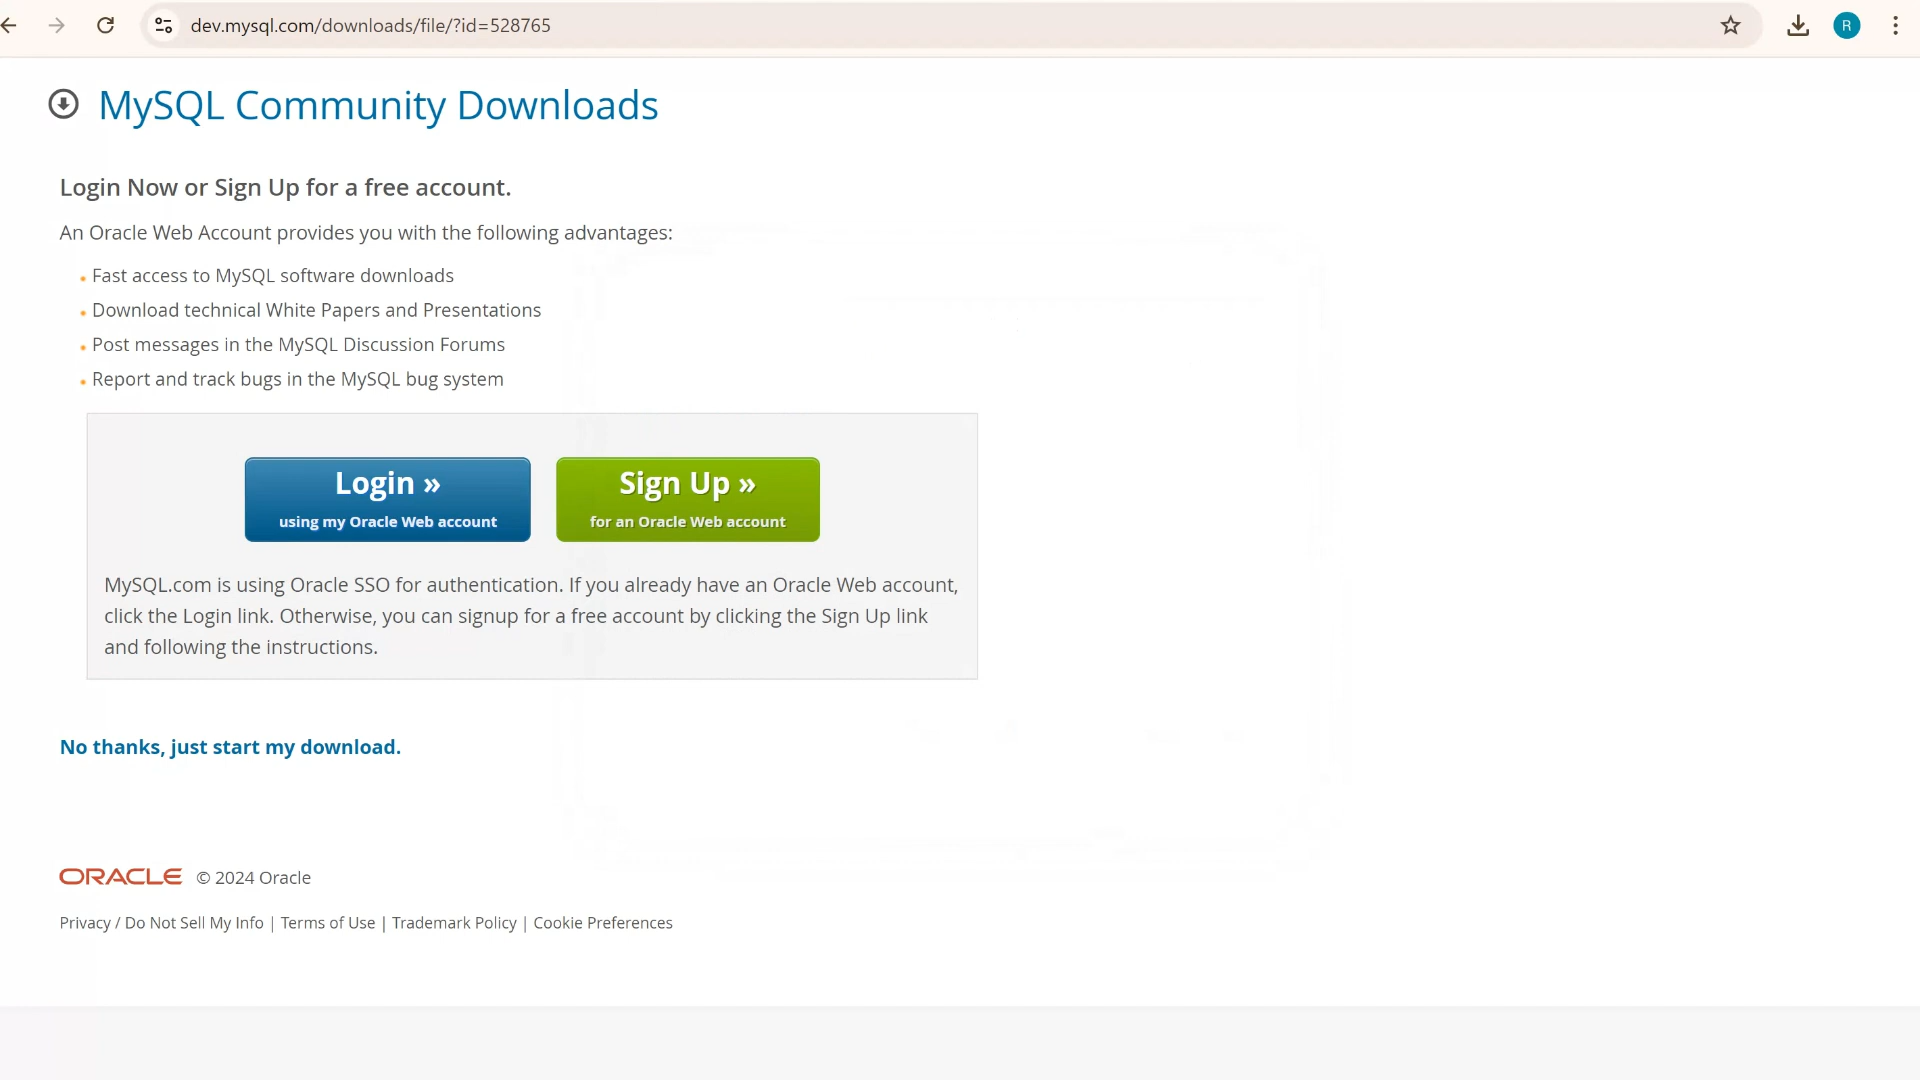 dev.mysql.com/downloads/file/?id=528765
R
MySQL Community Downloads
Login Now or Sign Up for a free account.
An Oracle Web Account provides you with the following advantages:
Fast access to MySQL software downloads
Download technical White Papers and Presentations
Post messages in the MySQL Discussion Forums
Report and track bugs in the MySQL bug system
Login »
using my Oracle Web account
Sign Up »
for an Oracle Web account
MySQL.com is using Oracle SSO for authentication. If you already have an Oracle Web account,
click the Login link. Otherwise, you can signup for a free account by clicking the Sign Up link
and following the instructions.
No thanks, just start my download.
ORACLE © 2024 Oracle
Privacy / Do Not Sell My Info | Terms of Use | Trademark Policy | Cookie Preferences